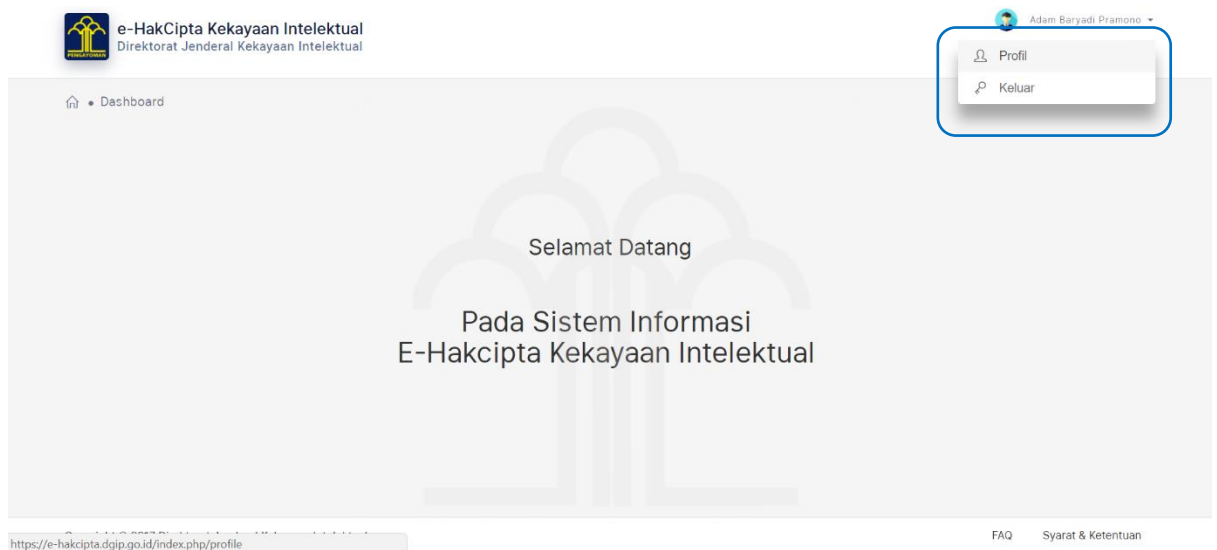 e-HakCipta Kekayaan Intelektual
Direktorat Jenderal Kekayaan Intelektual
PENGAYOMAN
Adam Baryadi Pramono
Profil
Keluar
Dashboard
Selamat Datang
Pada Sistem Informasi
E-Hakcipta Kekayaan Intelektual
FAQ Syarat & Ketentuan
https://e-hakcipta.dgip.go.id/index.php/profile